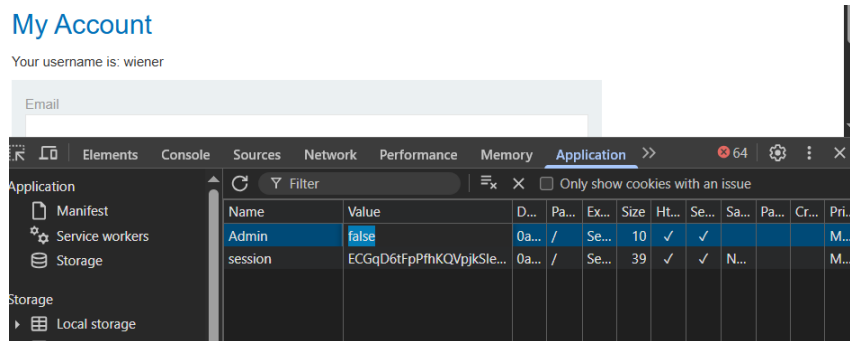 My Account
Your username is: wiener
Email
Elements Console Sources Network Performance Memory Application 64
Application
Filter
Only show cookies with an issue
Manifest
Name Value D... Pa... Ex... Size Ht... Se... Sa... Pa... Cr... Pri...
Service workers
Admin false 0a... / Se... 10 ✓ ✓ M...
Storage
session ECGqD6tFpPfhKQVpjkSle... 0a... / Se... 39 ✓ ✓ N... M...
Storage
Local storage